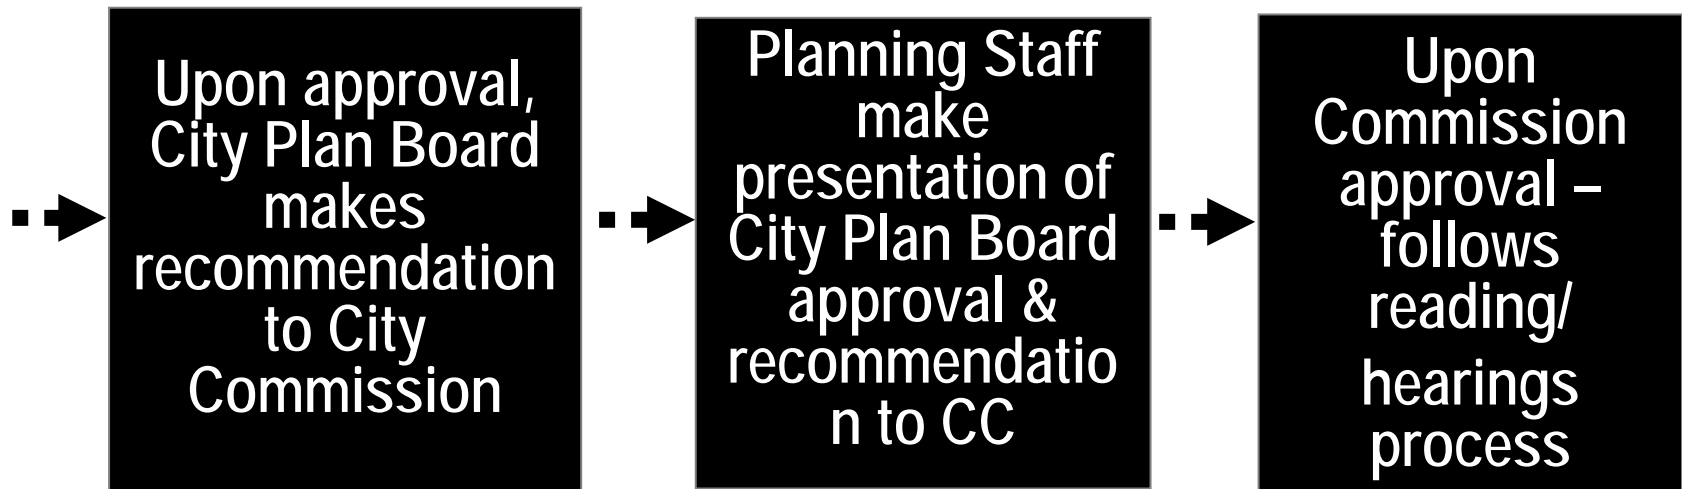 Upon approval,
City Plan Board
makes
recommendation
to City
Commission
Planning Staff
make
presentation of
City Plan Board
approval &
recommendatio
n to CC
Upon
Commission
approval –
follows
reading/
hearings
process